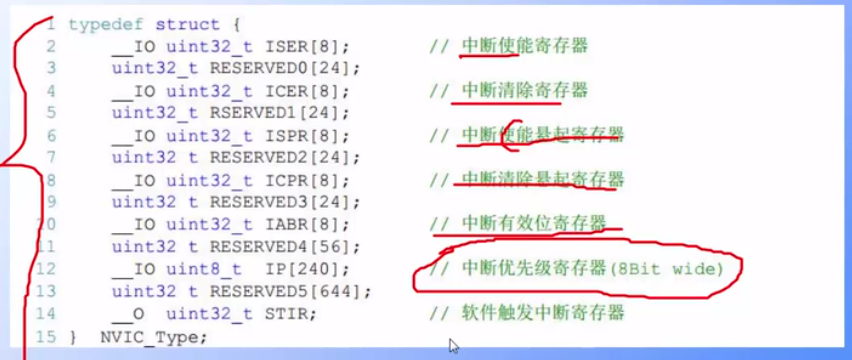 1 typedef struct {
2 __IO uint32_t ISER[8]; // 中断使能寄存器
3 uint32_t RESERVED0[24];
4 __IO uint32_t ICER[8]; // 中断清除寄存器
5 uint32_t RSERVED1[24];
6 __IO uint32_t ISPR[8]; // 中断使能悬起寄存器
7 uint32_t RESERVED2[24];
8 __IO uint32_t ICPR[8]; // 中断清除悬起寄存器
9 uint32_t RESERVED3[24];
10 __IO uint32_t IABR[8]; // 中断有效位寄存器
11 uint32_t RESERVED4[56];
12 __IO uint8_t IP[240]; // 中断优先级寄存器(8Bit wide)
13 uint32_t RESERVED5[644];
14 __O uint32_t STIR; // 软件触发中断寄存器
15 } NVIC_Type;